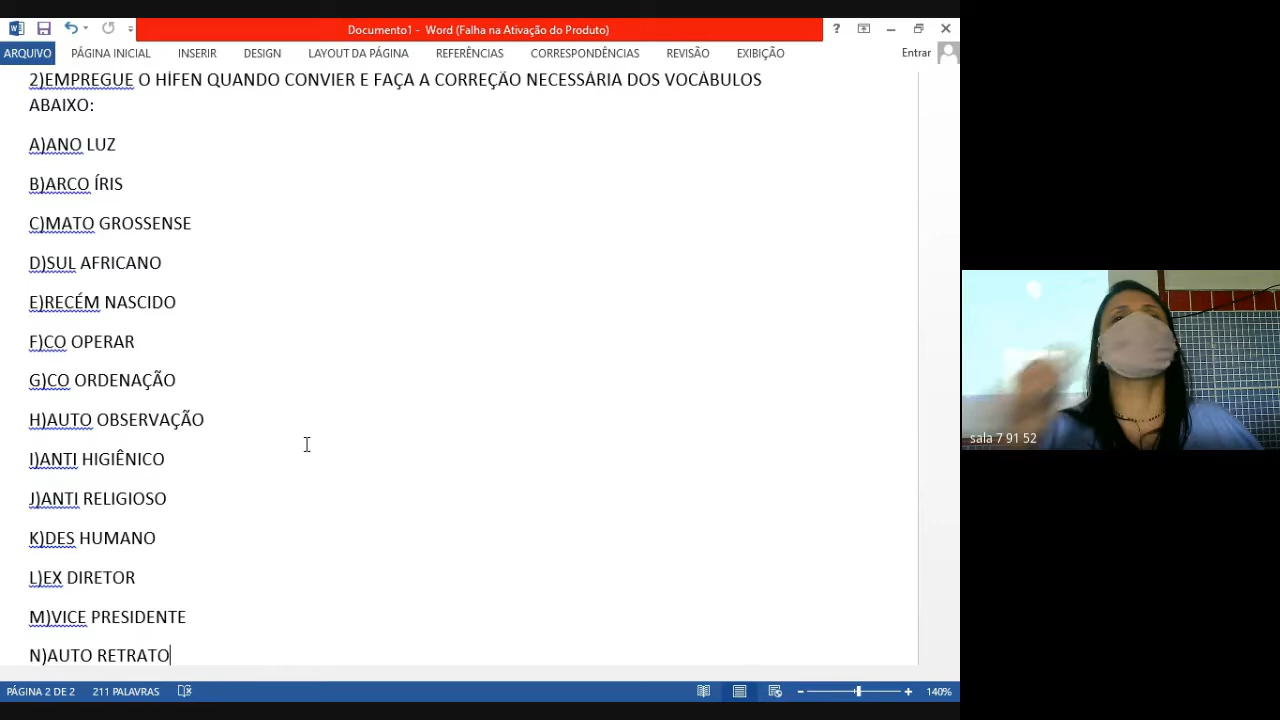 Documento1 - Word (Falha na Ativação do Produto)
ARQUIVO PÁGINA INICIAL INSERIR DESIGN LAYOUT DA PÁGINA REFERÊNCIAS CORRESPONDÊNCIAS REVISÃO EXIBIÇÃO Entrar
2)EMPREGUE O HÍFEN QUANDO CONVIER E FAÇA A CORREÇÃO NECESSÁRIA DOS VOCÁBULOS
ABAIXO:
A)ANO LUZ
B)ARCO ÍRIS
C)MATO GROSSENSE
D)SUL AFRICANO
E)RECÉM NASCIDO
F)CO OPERAR
G)CO ORDENAÇÃO
H)AUTO OBSERVAÇÃO
I)ANTI HIGIÊNICO
J)ANTI RELIGIOSO
K)DES HUMANO
L)EX DIRETOR
M)VICE PRESIDENTE
N)AUTO RETRATO
sala 7 91 52
PÁGINA 2 DE 2 211 PALAVRAS 140%